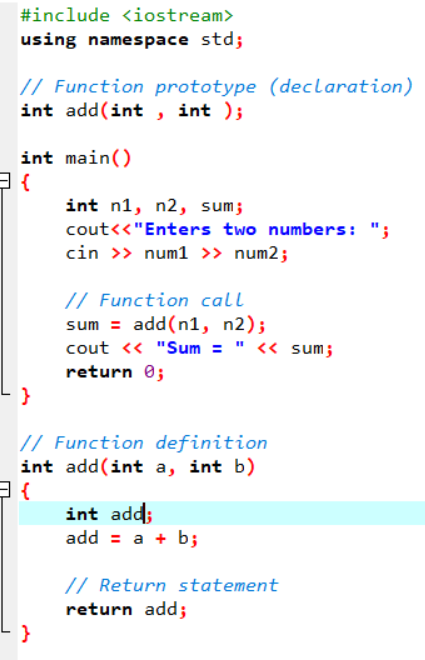 #include <iostream>
using namespace std;
// Function prototype (declaration)
int add(int , int );
int main()
{
int n1, n2, sum;
cout<<"Enters two numbers: ";
cin >> num1 >> num2;
// Function call
sum = add(n1, n2);
cout << "Sum = " << sum;
return 0;
}
// Function definition
int add(int a, int b)
{
int add;
add = a + b;
// Return statement
return add;
}